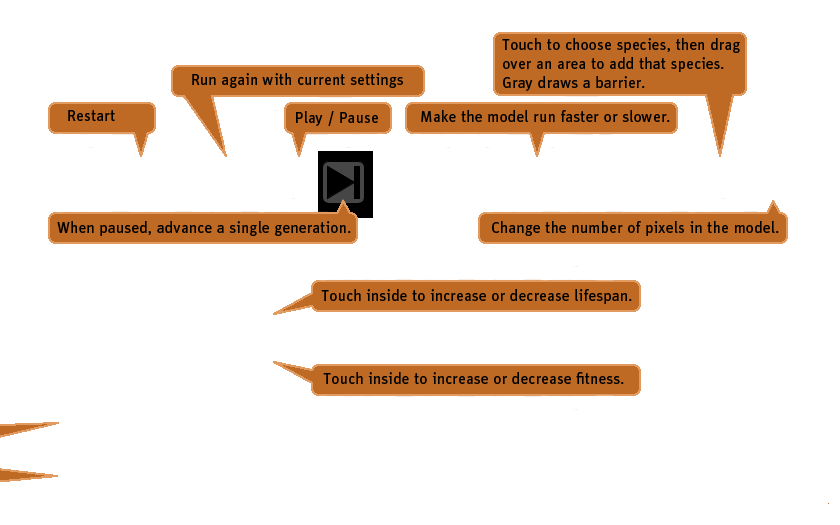 Touch to choose species, then drag
over an area to add that species.
Gray draws a barrier.
Run again with current settings
Restart
Play / Pause
Make the model run faster or slower.
When paused, advance a single generation.
Change the number of pixels in the model.
Touch inside to increase or decrease lifespan.
Touch inside to increase or decrease fitness.